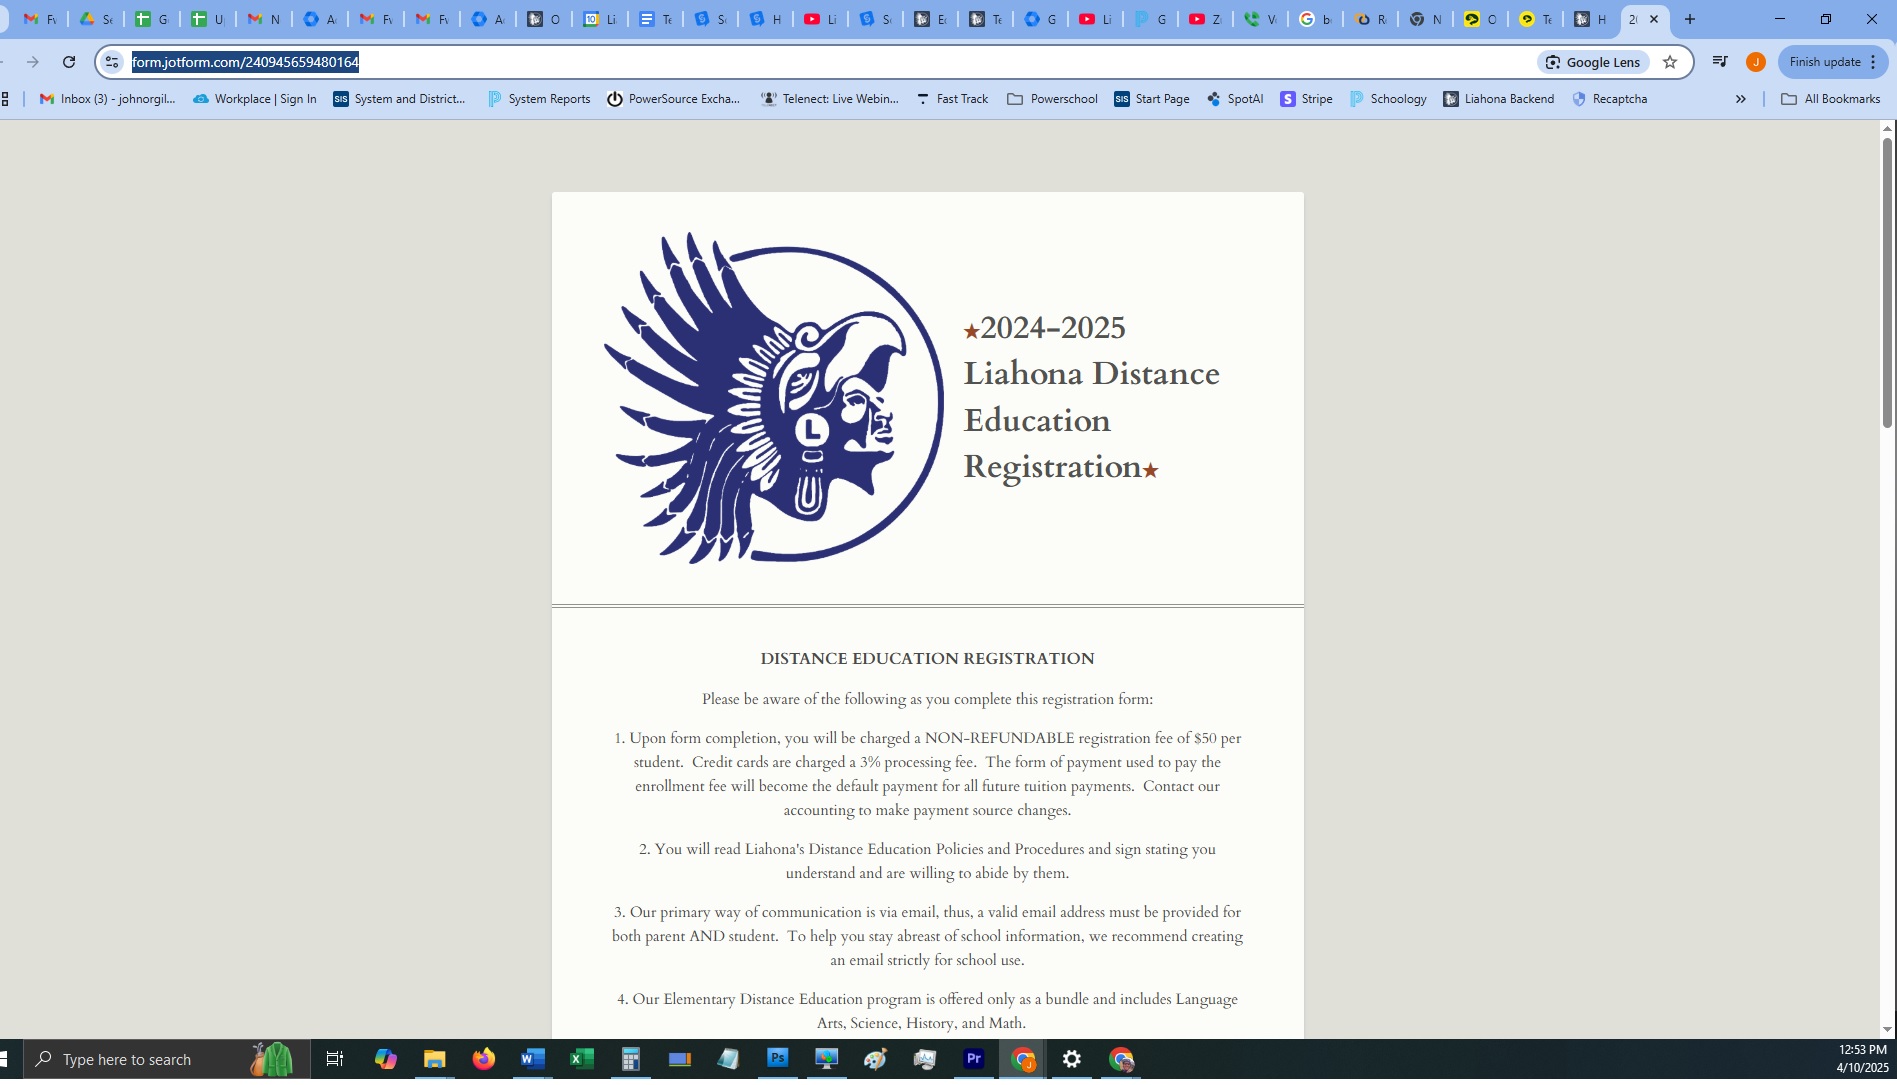 form.jotform.com/240945659480164
Google Lens
J
Finish update
Inbox (3) - johnorgil...
Workplace | Sign In
SIS
System and District...
System Reports
PowerSource Excha...
Telenect: Live Webin...
Fast Track
Powerschool
SIS
Start Page
SpotAI
Stripe
Schoology
Liahona Backend
Recaptcha
All Bookmarks
L
2024-2025
Liahona Distance
Education
Registration
DISTANCE EDUCATION REGISTRATION
Please be aware of the following as you complete this registration form:
1. Upon form completion, you will be charged a NON-REFUNDABLE registration fee of $50 per
student.  Credit cards are charged a 3% processing fee.  The form of payment used to pay the
enrollment fee will become the default payment for all future tuition payments.  Contact our
accounting to make payment source changes.
2. You will read Liahona's Distance Education Policies and Procedures and sign stating you
understand and are willing to abide by them.
3. Our primary way of communication is via email, thus, a valid email address must be provided for
both parent AND student.  To help you stay abreast of school information, we recommend creating
an email strictly for school use.
4. Our Elementary Distance Education program is offered only as a bundle and includes Language
Arts, Science, History, and Math.
Type here to search
Ps
Pr
12:53 PM
4/10/2025